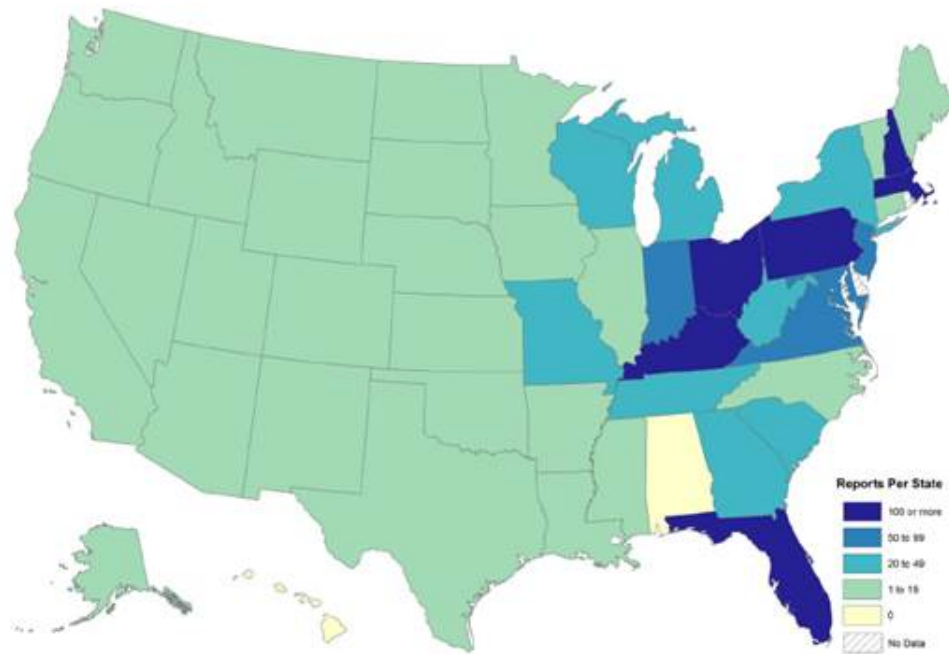 Reports Per State
100 or more
50 to 99
20 to 49
1 to 19
0
No Data